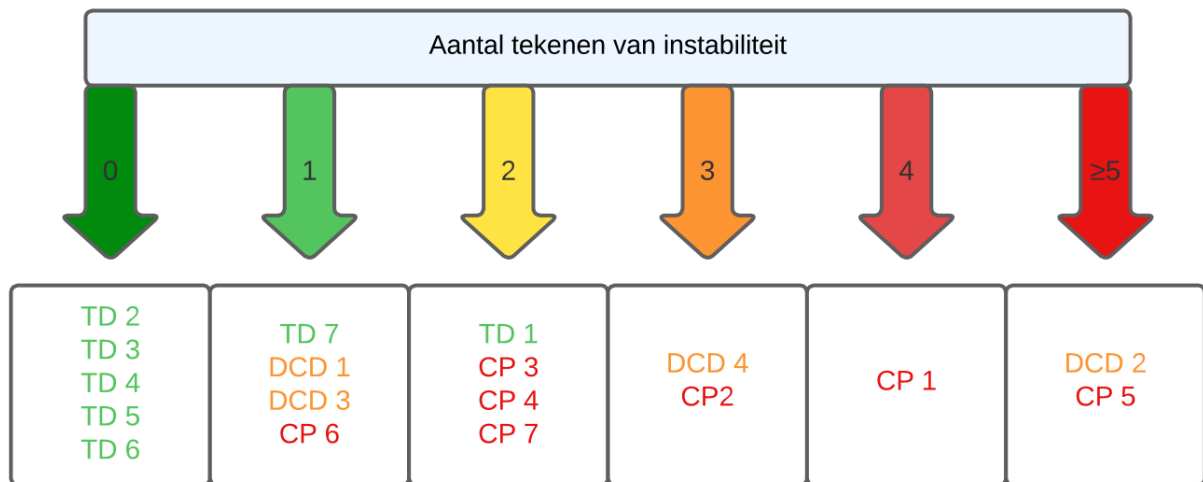 Aantal tekenen van instabiliteit
0
1
2
3
4
≥5
TD 2
TD 3
TD 4
TD 5
TD 6
TD 7
DCD 1
DCD 3
CP 6
TD 1
CP 3
CP 4
CP 7
DCD 4
CP2
CP 1
DCD 2
CP 5